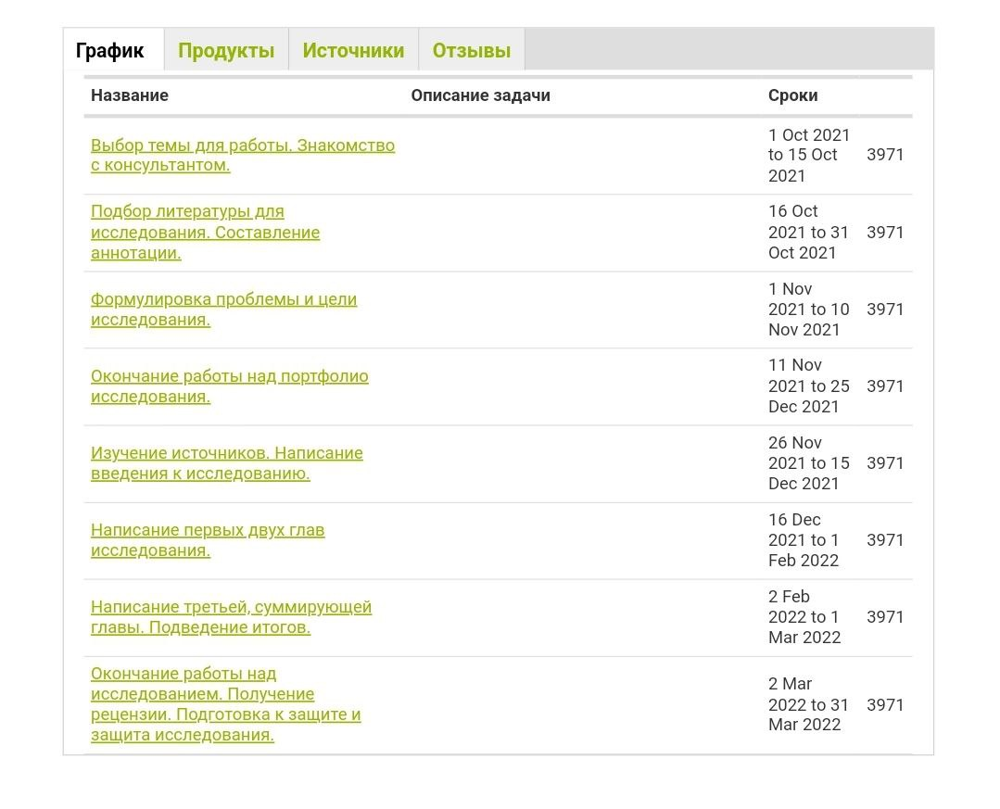 График Продукты Источники Отзывы
Название Описание задачи Сроки
Выбор темы для работы. Знакомство
с консультантом.
1 Oct 2021
to 15 Oct
2021
3971
Подбор литературы для
исследования. Составление
аннотации.
16 Oct
2021 to 31
Oct 2021
3971
Формулировка проблемы и цели
исследования.
1 Nov
2021 to 10
Nov 2021
3971
Окончание работы над портфолио
исследования.
11 Nov
2021 to 25
Dec 2021
3971
Изучение источников. Написание
введения к исследованию.
26 Nov
2021 to 15
Dec 2021
3971
Написание первых двух глав
исследования.
16 Dec
2021 to 1
Feb 2022
3971
Написание третьей, суммирующей
главы. Подведение итогов.
2 Feb
2022 to 1
Mar 2022
3971
Окончание работы над
исследованием. Получение
рецензии. Подготовка к защите и
защита исследования.
2 Mar
2022 to 31
Mar 2022
3971